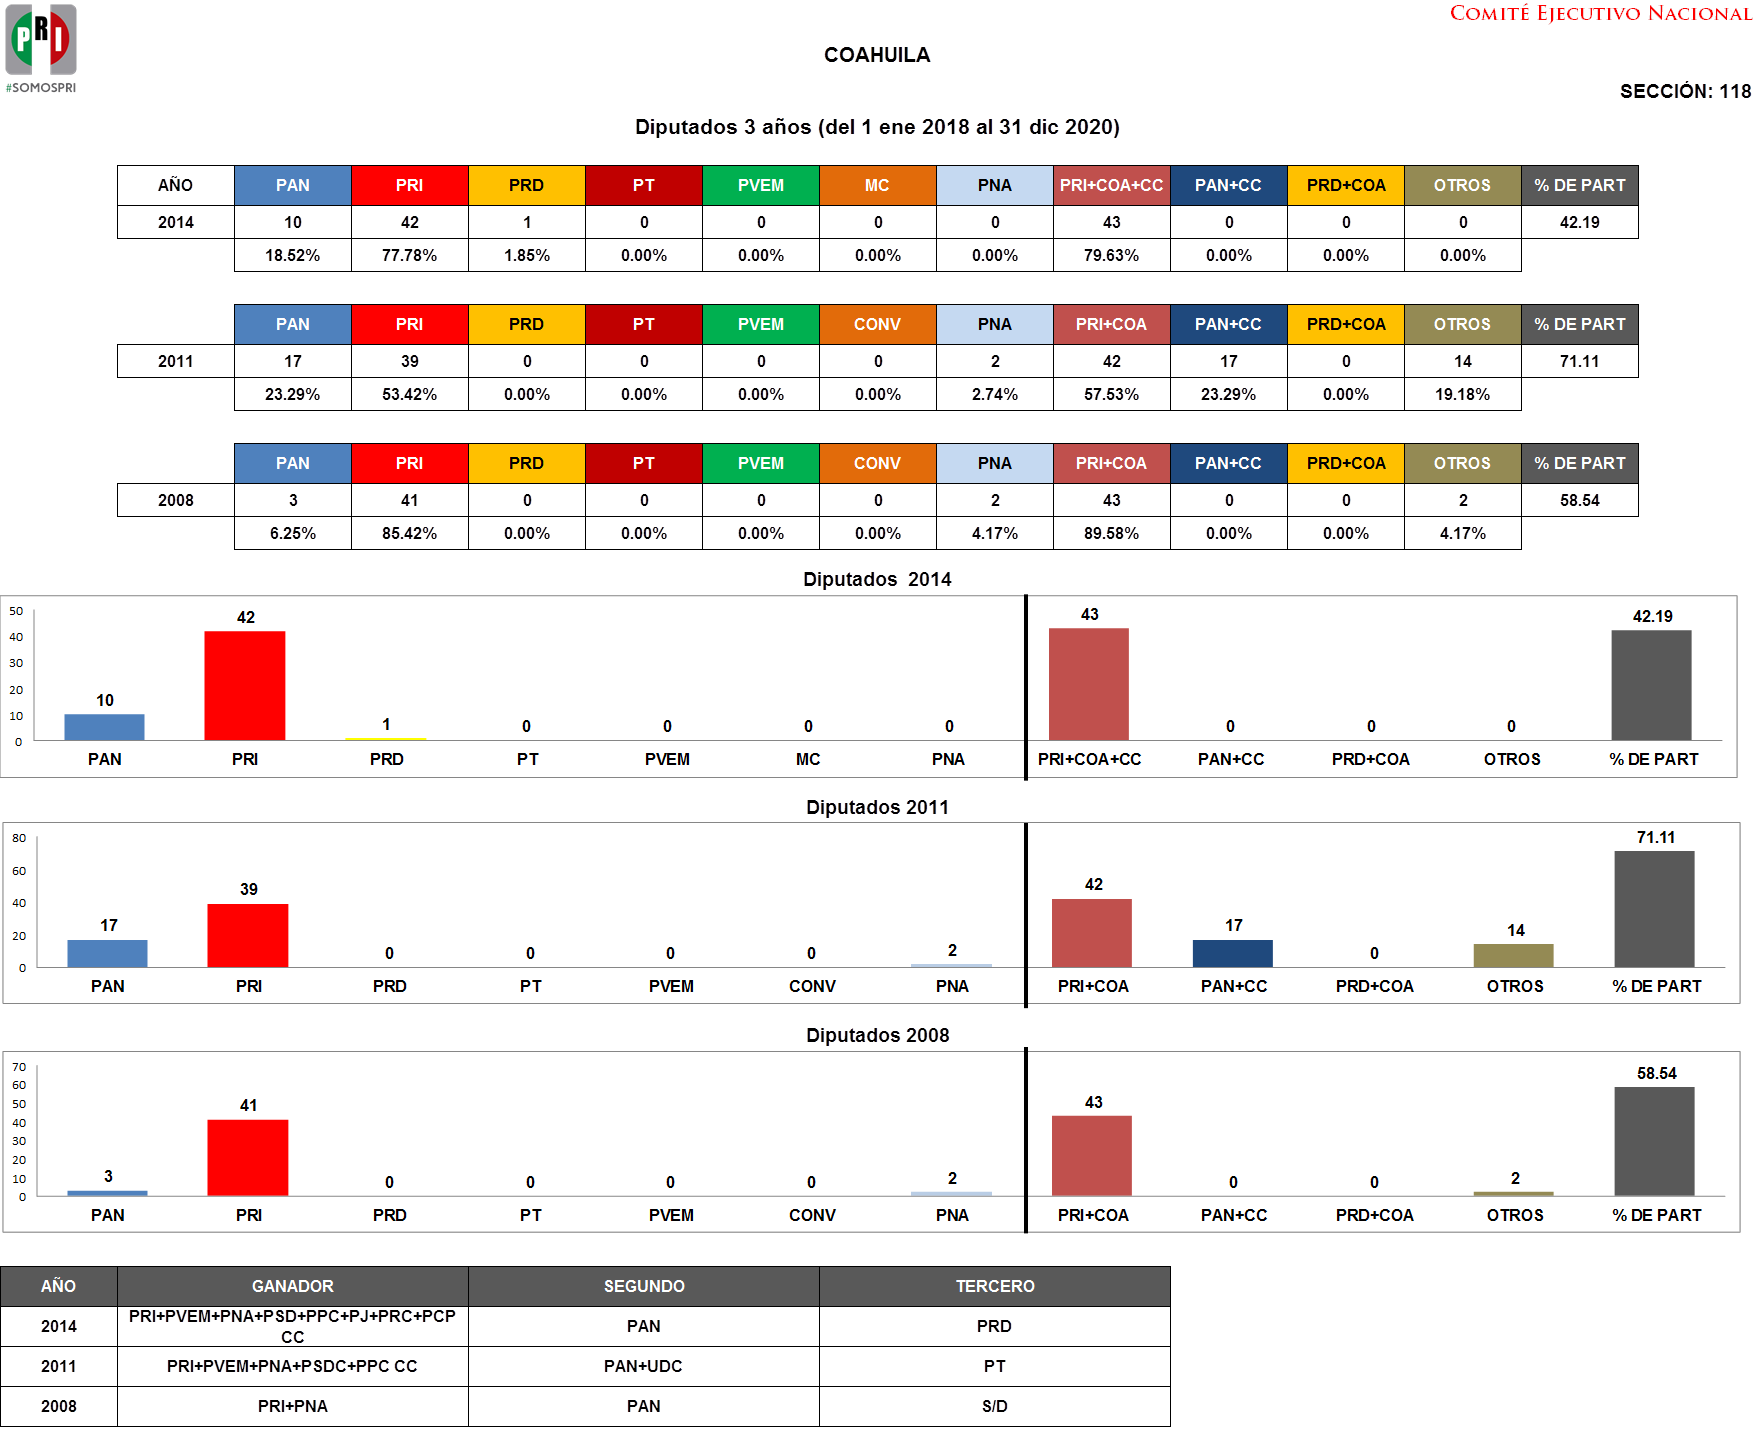 PRI
#SOMOSPRI
COMITÉ EJECUTIVO NACIONAL
COAHUILA
SECCIÓN: 118
Diputados 3 años (del 1 ene 2018 al 31 dic 2020)
AÑO PAN PRI PRD PT PVEM MC PNA PRI+COA+CC PAN+CC PRD+COA OTROS % DE PART
2014 10 42 1 0 0 0 0 43 0 0 0 42.19
18.52% 77.78% 1.85% 0.00% 0.00% 0.00% 0.00% 79.63% 0.00% 0.00% 0.00%
PAN PRI PRD PT PVEM CONV PNA PRI+COA PAN+CC PRD+COA OTROS % DE PART
2011 17 39 0 0 0 0 2 42 17 0 14 71.11
23.29% 53.42% 0.00% 0.00% 0.00% 0.00% 2.74% 57.53% 23.29% 0.00% 19.18%
PAN PRI PRD PT PVEM CONV PNA PRI+COA PAN+CC PRD+COA OTROS % DE PART
2008 3 41 0 0 0 0 2 43 0 0 2 58.54
6.25% 85.42% 0.00% 0.00% 0.00% 0.00% 4.17% 89.58% 0.00% 0.00% 4.17%
Diputados 2014
50
40
30
20
10
0
10 42 1 0 0 0 0 43 0 0 0 42.19
PAN PRI PRD PT PVEM MC PNA PRI+COA+CC PAN+CC PRD+COA OTROS % DE PART
Diputados 2011
80
60
40
20
0
17 39 0 0 0 0 2 42 17 0 14 71.11
PAN PRI PRD PT PVEM CONV PNA PRI+COA PAN+CC PRD+COA OTROS % DE PART
Diputados 2008
70
60
50
40
30
20
10
0
3 41 0 0 0 0 2 43 0 0 2 58.54
PAN PRI PRD PT PVEM CONV PNA PRI+COA PAN+CC PRD+COA OTROS % DE PART
AÑO GANADOR SEGUNDO TERCERO
2014 PRI+PVEM+PNA+PSD+PPC+PJ+PRC+PCP
CC PAN PRD
2011 PRI+PVEM+PNA+PSDC+PPC CC PAN+UDC PT
2008 PRI+PNA PAN S/D